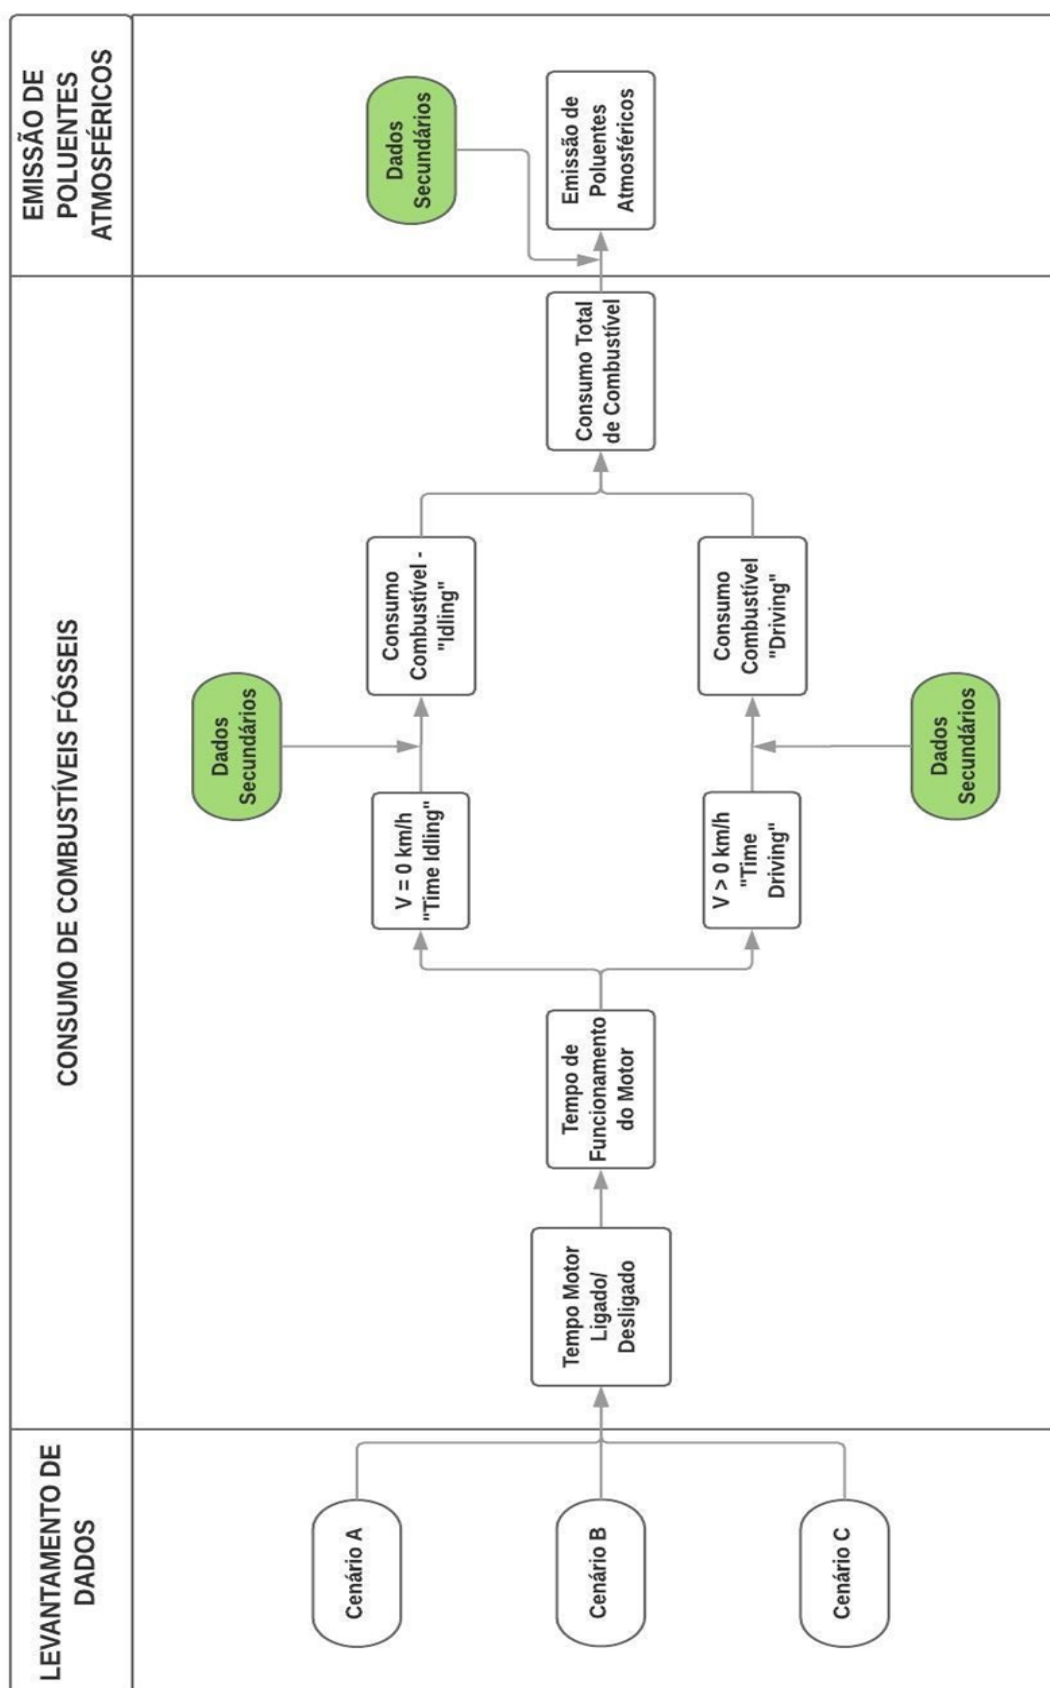 LEVANTAMENTO DE
DADOS
CONSUMO DE COMBUSTÍVEIS FÓSSEIS
EMISSÃO DE
POLUENTES
ATMOSFÉRICOS
Cenário A
Cenário B
Cenário C
Tempo Motor
Ligado/
Desligado
Tempo de
Funcionamento
do Motor
V = 0 km/h
"Time Idling"
V > 0 km/h
"Time
Driving"
Dados
Secundários
Dados
Secundários
Consumo
Combustível -
"Idling"
Consumo
Combustível
"Driving"
Consumo Total
de Combustível
Dados
Secundários
Emissão de
Poluentes
Atmosféricos